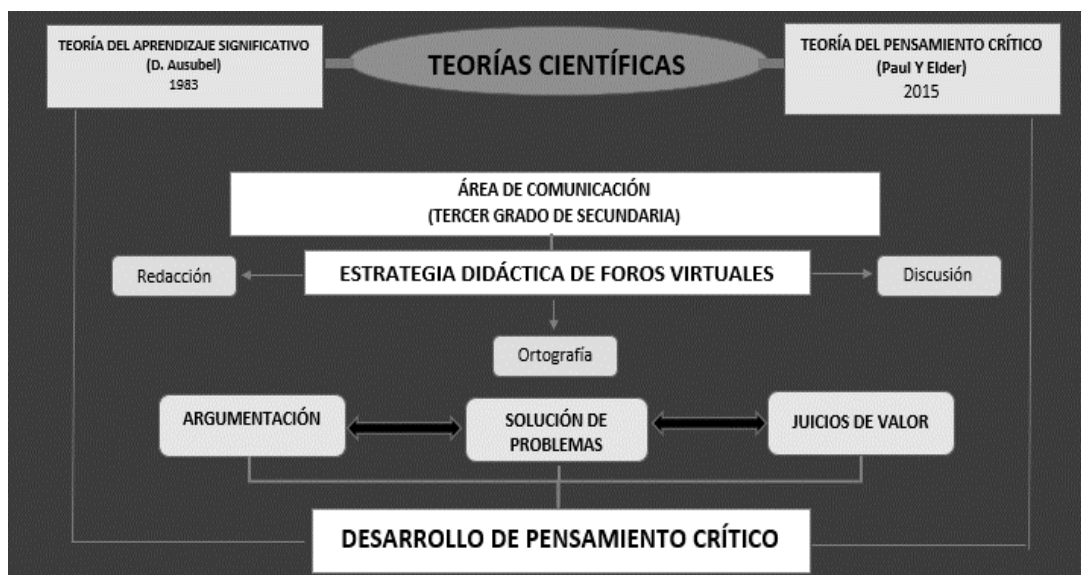 TEORÍA DEL APRENDIZAJE SIGNIFICATIVO
(D. Ausubel)
1983
TEORÍAS CIENTÍFICAS
TEORÍA DEL PENSAMIENTO CRÍTICO
(Paul Y Elder)
2015
ÁREA DE COMUNICACIÓN
(TERCER GRADO DE SECUNDARIA)
Redacción
ESTRATEGIA DIDÁCTICA DE FOROS VIRTUALES
Discusión
Ortografía
ARGUMENTACIÓN
SOLUCIÓN DE
PROBLEMAS
JUICIOS DE VALOR
DESARROLLO DE PENSAMIENTO CRÍTICO